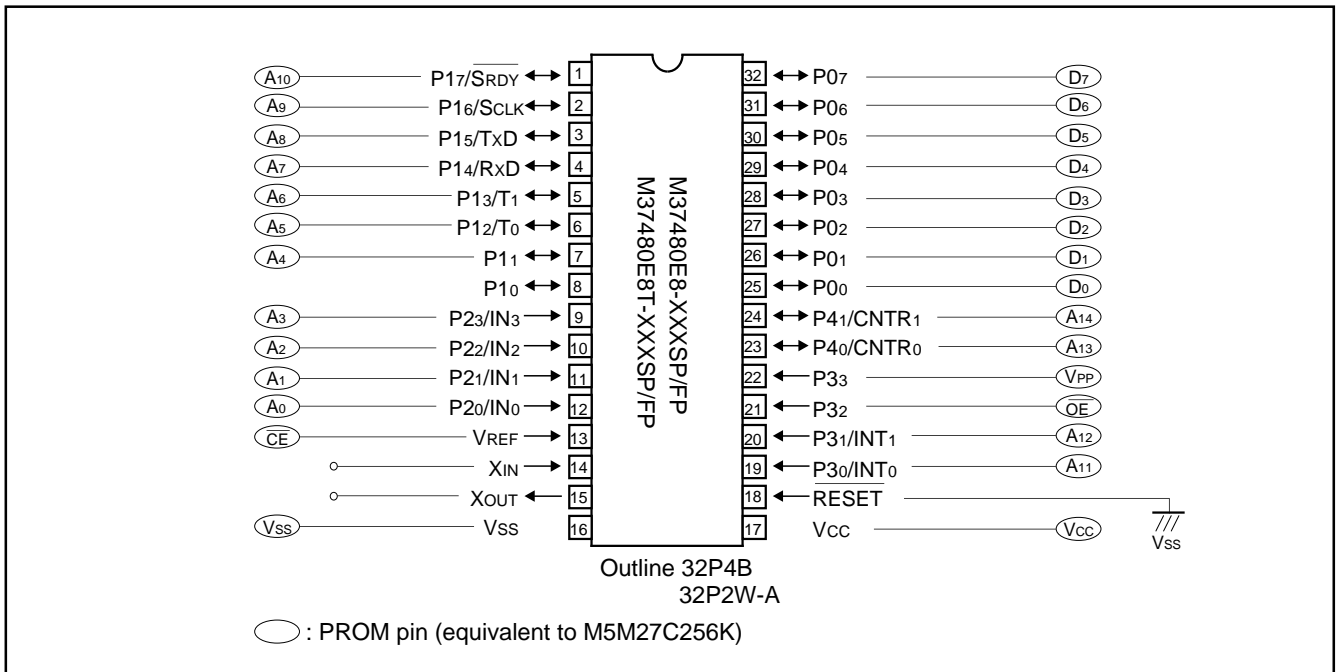 A10 P17/SRDY 1 32 P07 D7
A9 P16/SCLK 2 31 P06 D6
A8 P15/TXD 3 30 P05 D5
A7 P14/RXD 4 29 P04 D4
A6 P13/T1 5 28 P03 D3
A5 P12/T0 6 27 P02 D2
A4 P11 7 26 P01 D1
P10 8 25 P00 D0
A3 P23/IN3 9 24 P41/CNTR1 A14
A2 P22/IN2 10 23 P40/CNTR0 A13
A1 P21/IN1 11 22 P33 VPP
A0 P20/IN0 12 21 P32 OE
CE VREF 13 20 P31/INT1 A12
XIN 14 19 P30/INT0 A11
XOUT 15 18 RESET
VSS VSS 16 17 VCC VCC
VSS
M37480E8-XXXSP/FP
M37480E8T-XXXSP/FP
Outline 32P4B
32P2W-A
: PROM pin (equivalent to M5M27C256K)